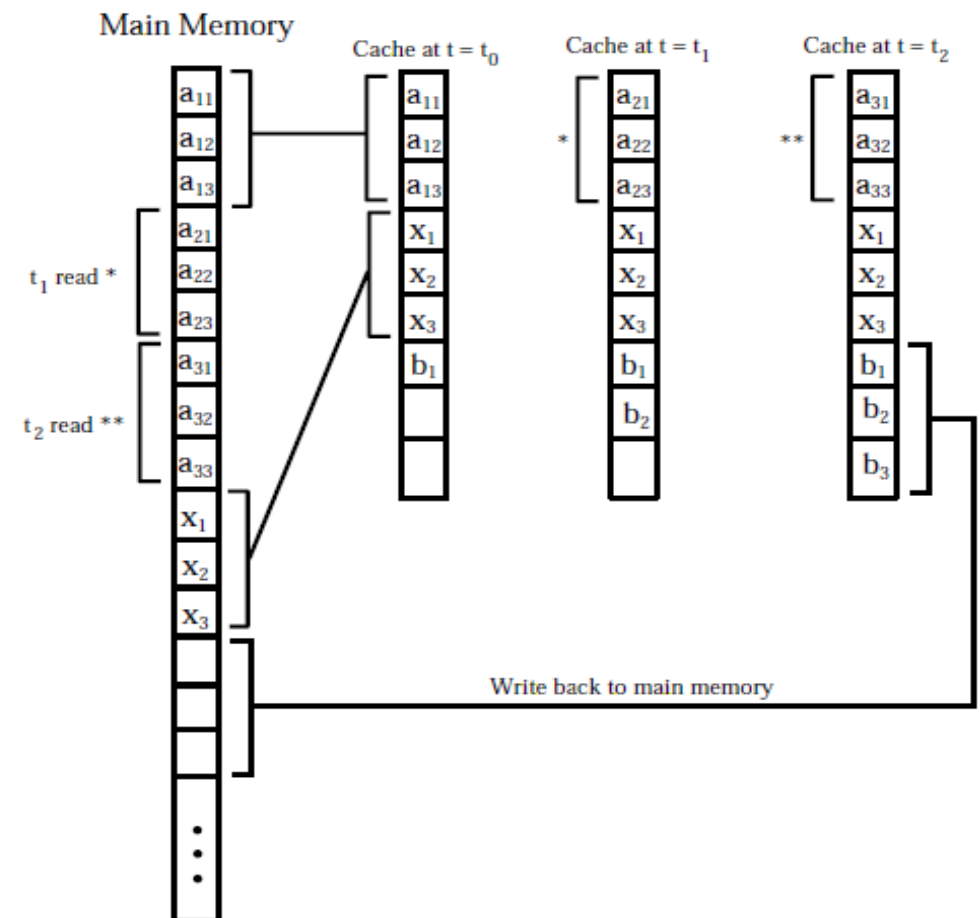 Main Memory
Cache at t = t₀
Cache at t = t₁
Cache at t = t₂
a₁₁
a₁₂
a₁₃
a₂₁
a₂₂
a₂₃
a₃₁
a₃₂
a₃₃
x₁
x₂
x₃
t₁ read *
t₂ read **
a₁₁
a₁₂
a₁₃
x₁
x₂
x₃
b₁
*
a₂₁
a₂₂
a₂₃
x₁
x₂
x₃
b₁
b₂
**
a₃₁
a₃₂
a₃₃
x₁
x₂
x₃
b₁
b₂
b₃
Write back to main memory